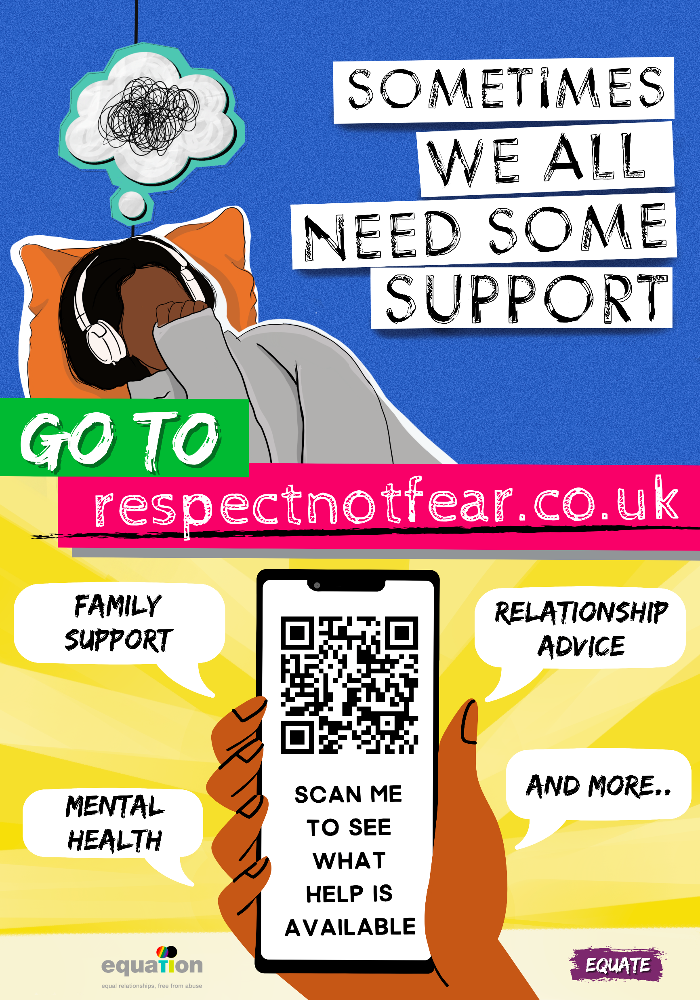 SOMETIMES
WE ALL
NEED SOME
SUPPORT
GO TO
respectnotfear.co.uk
FAMILY
SUPPORT
RELATIONSHIP
ADVICE
MENTAL
HEALTH
AND MORE..
SCAN ME
TO SEE
WHAT
HELP IS
AVAILABLE
equation
equal relationships, free from abuse
EQUATE